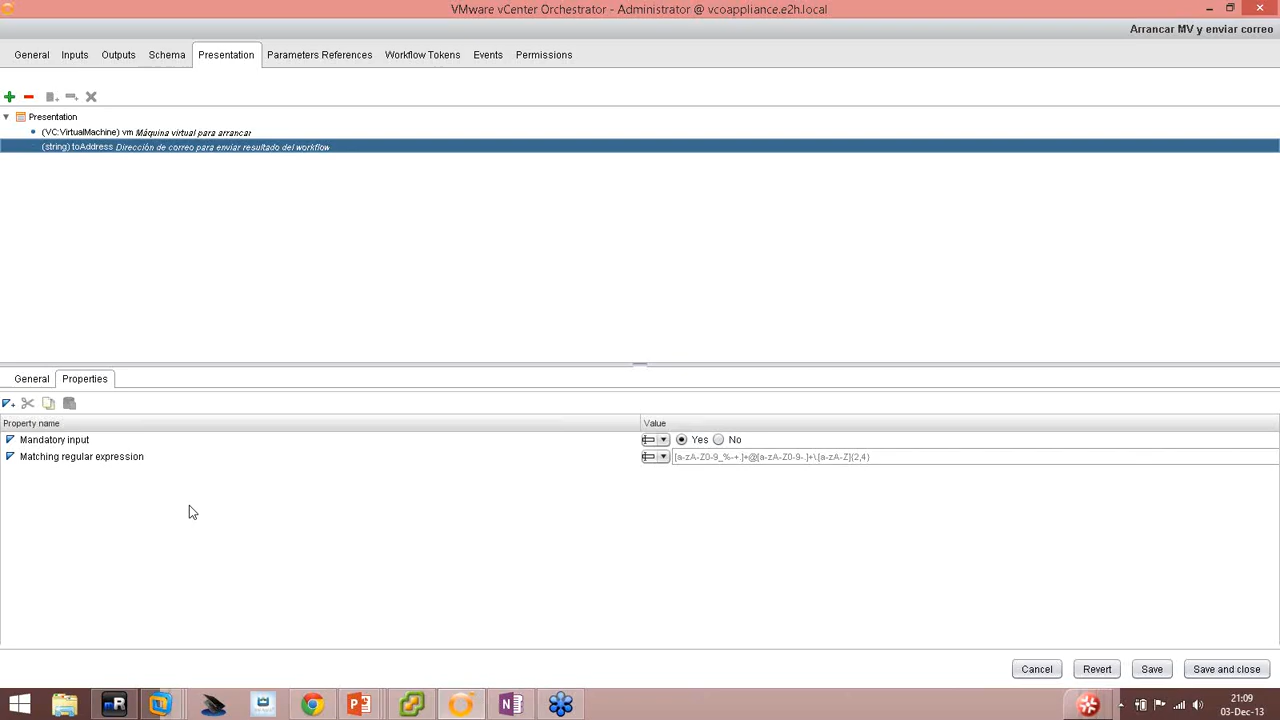 VMware vCenter Orchestrator - Administrator @ vcoappliance.e2h.local
Arrancar MV y enviar correo
General Inputs Outputs Schema Presentation Parameters References Workflow Tokens Events Permissions
Presentation
(VC:VirtualMachine) vm Máquina virtual para arrancar
(string) toAddress Dirección de correo para enviar resultado del workflow
General Properties
Property name Value
Mandatory input Yes No
Matching regular expression [a-zA-Z0-9_%-+.]+@[a-zA-Z0-9-.]+\.[a-zA-Z]{2,4}
Cancel Revert Save Save and close
21:09
03-Dec-13